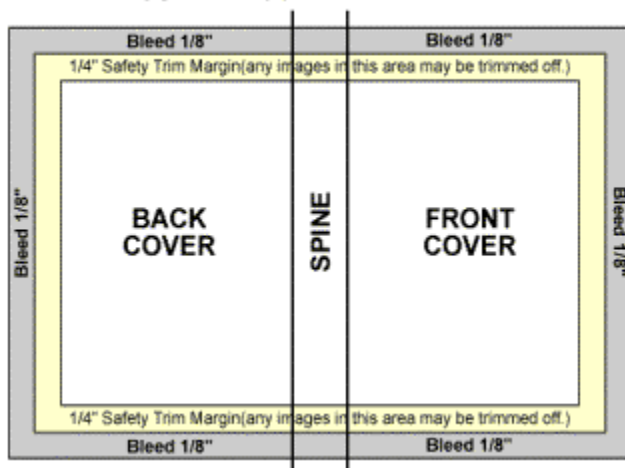 Bleed 1/8" Bleed 1/8"
1/4" Safety Trim Margin(any images in this area may be trimmed off.)
Bleed 1/8"
BACK
COVER
SPINE
FRONT
COVER
Bleed 1/8"
1/4" Safety Trim Margin(any images in this area may be trimmed off.)
Bleed 1/8" Bleed 1/8"